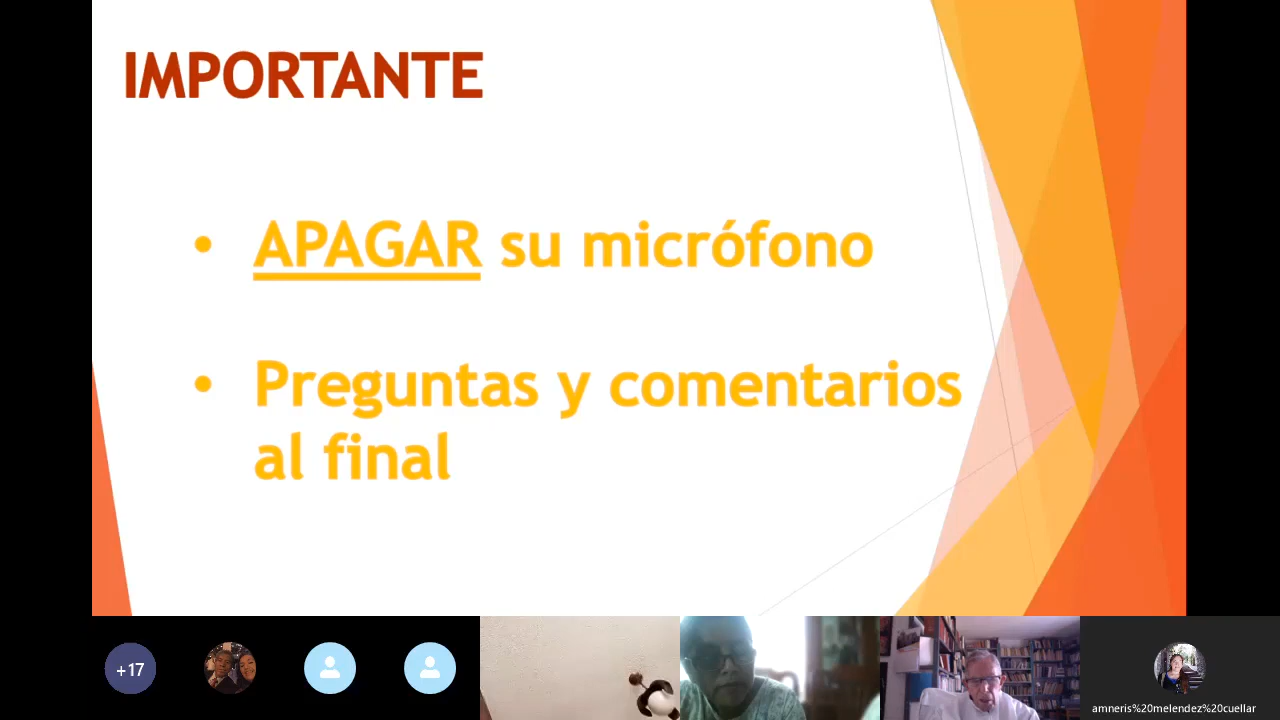 IMPORTANTE
• APAGAR su micrófono
• Preguntas y comentarios
al final
+17
amneris%20melendez%20cuellar